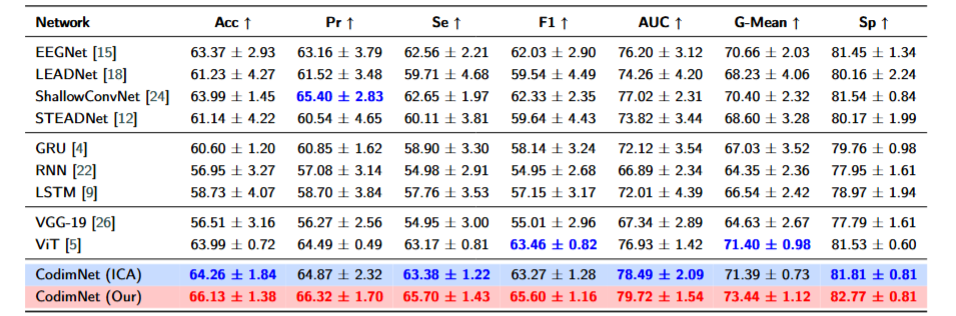 Network Acc ↑ Pr ↑ Se ↑ F1 ↑ AUC ↑ G-Mean ↑ Sp ↑
EEGNet [15] 63.37 ± 2.93 63.16 ± 3.79 62.56 ± 2.21 62.03 ± 2.90 76.20 ± 3.12 70.66 ± 2.03 81.45 ± 1.34
LEADNet [18] 61.23 ± 4.27 61.52 ± 3.48 59.71 ± 4.68 59.54 ± 4.49 74.26 ± 4.20 68.23 ± 4.06 80.16 ± 2.24
ShallowConvNet [24] 63.99 ± 1.45 65.40 ± 2.83 62.65 ± 1.97 62.33 ± 2.35 77.02 ± 2.31 70.40 ± 2.32 81.54 ± 0.84
STEADNet [12] 61.14 ± 4.22 60.54 ± 4.65 60.11 ± 3.81 59.64 ± 4.43 73.82 ± 3.44 68.60 ± 3.28 80.17 ± 1.99
GRU [4] 60.60 ± 1.20 60.85 ± 1.62 58.90 ± 3.30 58.14 ± 3.24 72.12 ± 3.54 67.03 ± 3.52 79.76 ± 0.98
RNN [22] 56.95 ± 3.27 57.08 ± 3.14 54.98 ± 2.91 54.95 ± 2.68 66.89 ± 2.34 64.35 ± 2.36 77.95 ± 1.61
LSTM [9] 58.73 ± 4.07 58.70 ± 3.84 57.76 ± 3.53 57.15 ± 3.17 72.01 ± 4.39 66.54 ± 2.42 78.97 ± 1.94
VGG-19 [26] 56.51 ± 3.16 56.27 ± 2.56 54.95 ± 3.00 55.01 ± 2.96 67.34 ± 2.89 64.63 ± 2.67 77.79 ± 1.61
ViT [5] 63.99 ± 0.72 64.49 ± 0.49 63.17 ± 0.81 63.46 ± 0.82 76.93 ± 1.42 71.40 ± 0.98 81.53 ± 0.60
CodimNet (ICA) 64.26 ± 1.84 64.87 ± 2.32 63.38 ± 1.22 63.27 ± 1.28 78.49 ± 2.09 71.39 ± 0.73 81.81 ± 0.81
CodimNet (Our) 66.13 ± 1.38 66.32 ± 1.70 65.70 ± 1.43 65.60 ± 1.16 79.72 ± 1.54 73.44 ± 1.12 82.77 ± 0.81